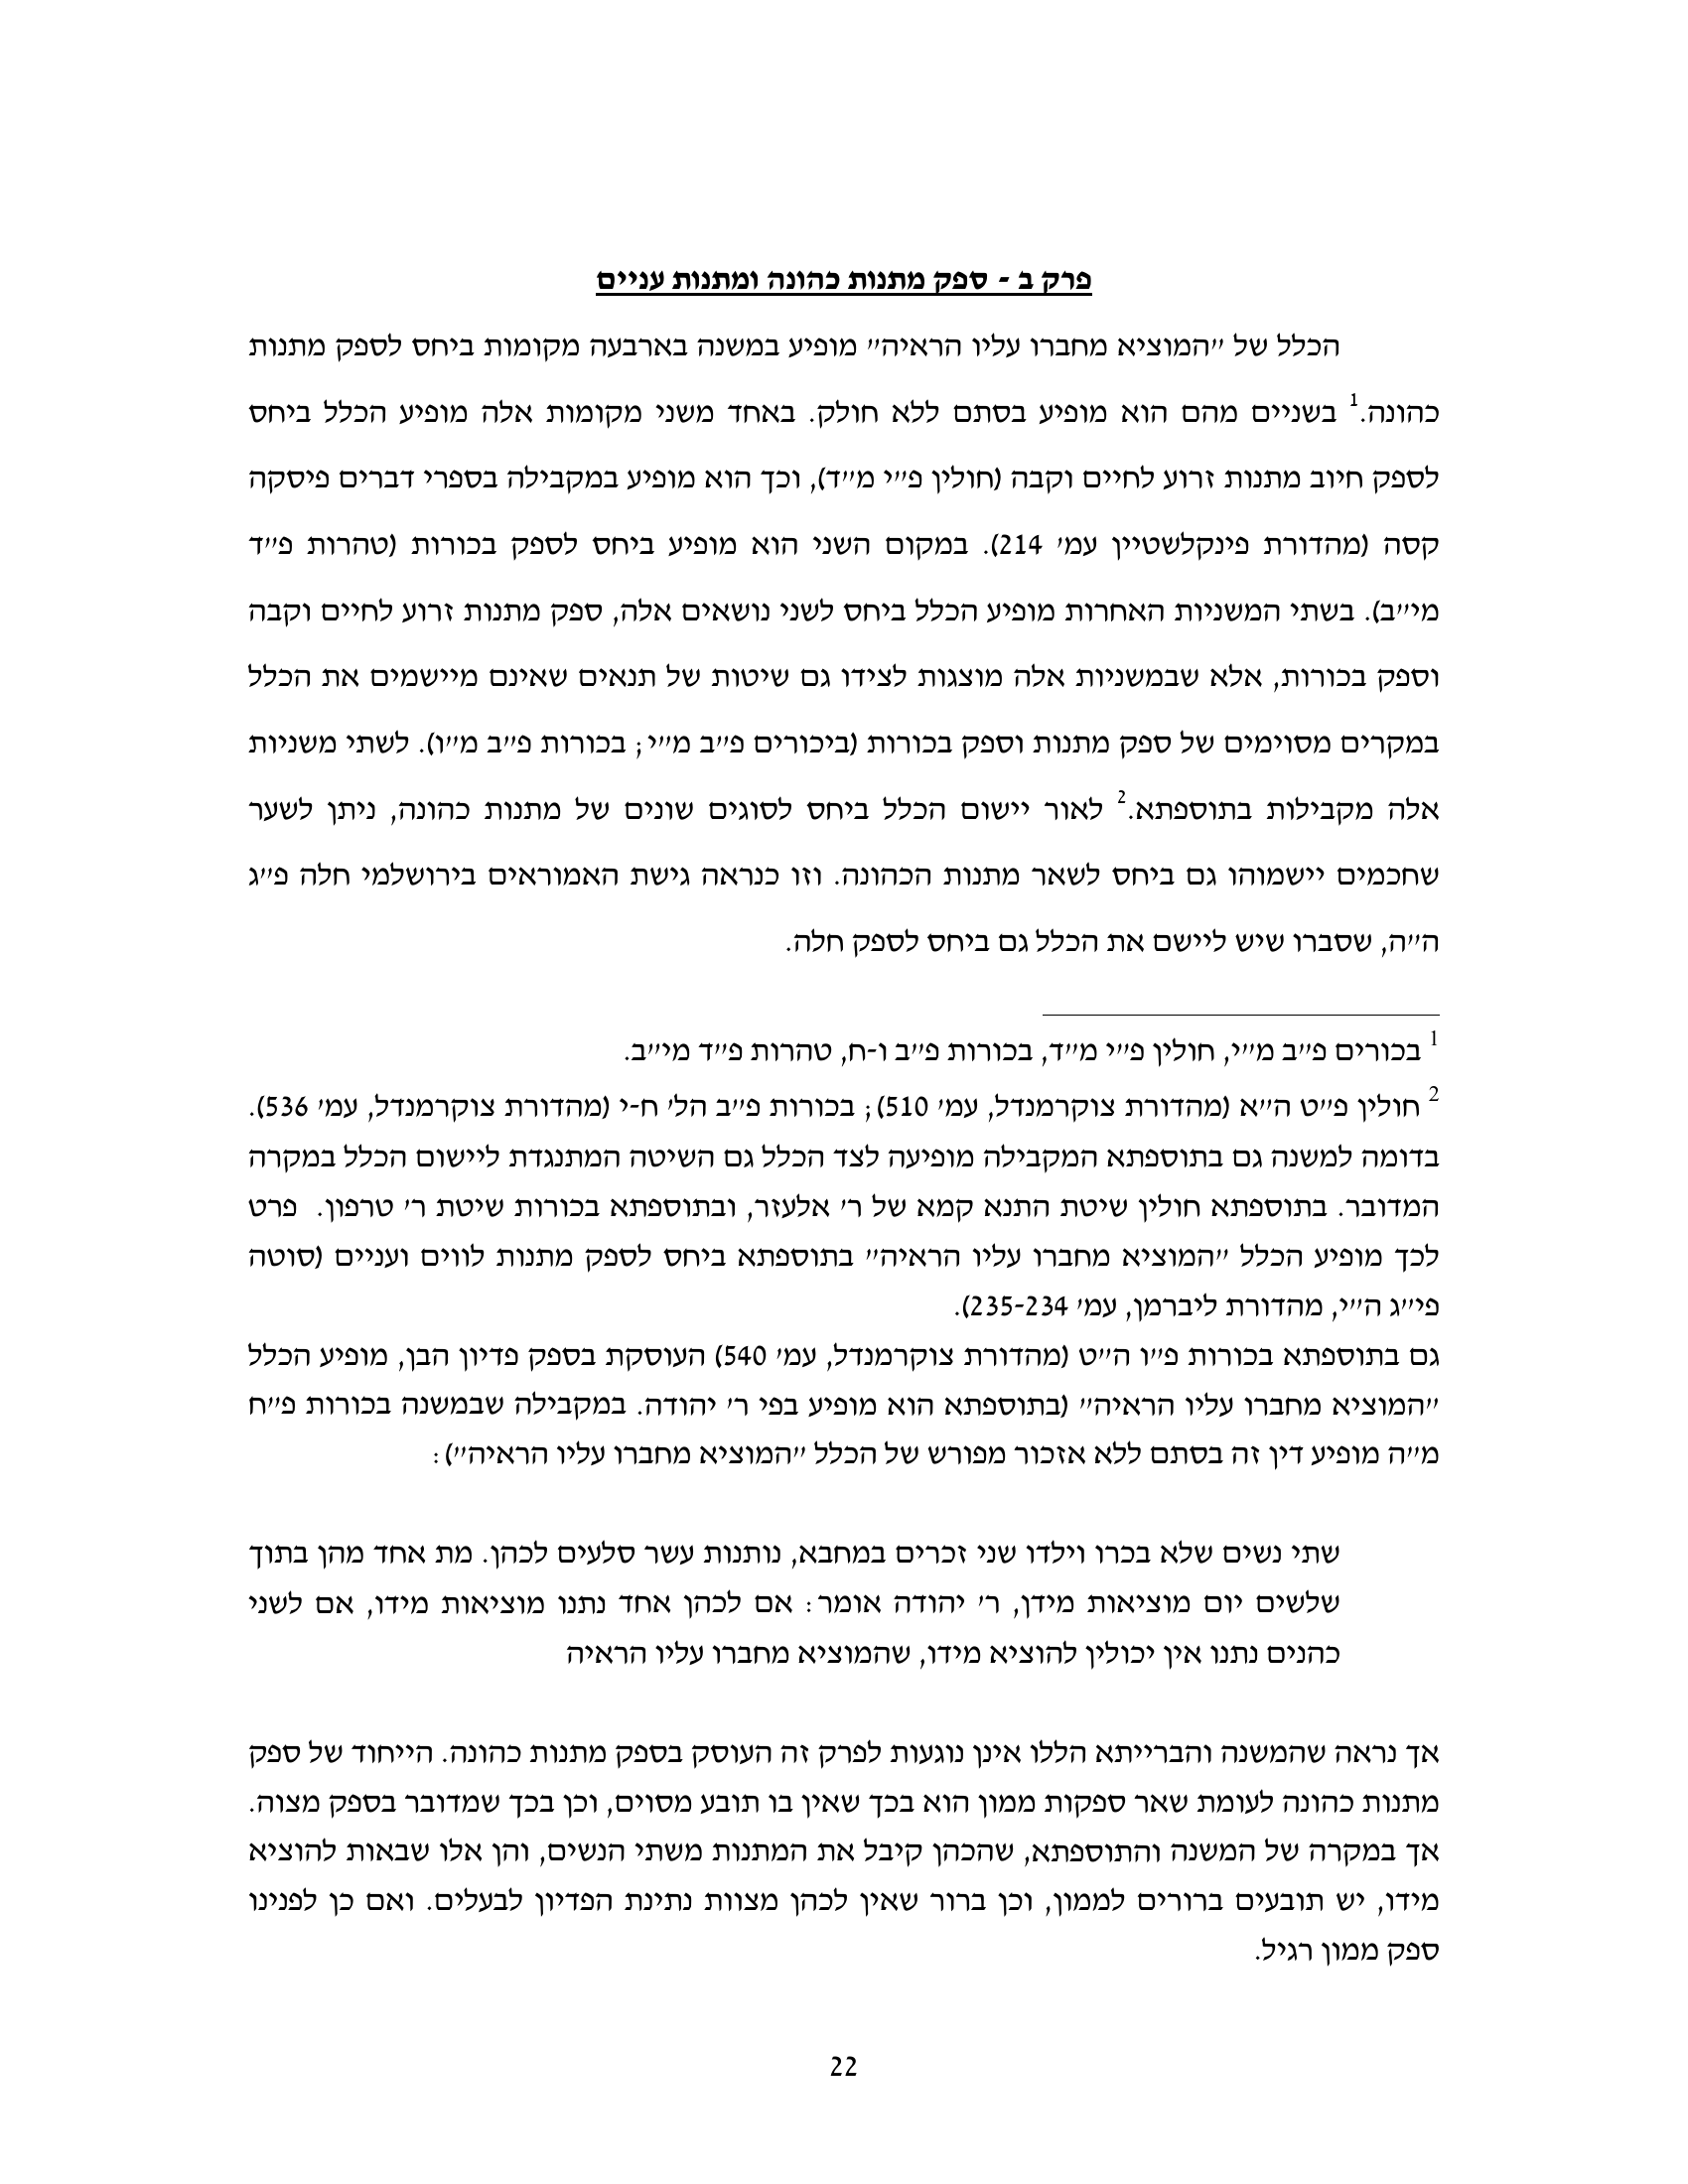 פרק ב - ספק מתנות כהונה ומתנות עניים
הכלל של "המוציא מחברו עליו הראיה" מופיע במשנה בארבעה מקומות ביחס לספק מתנות
כהונה.1 בשניים מהם הוא מופיע בסתם ללא חולק. באחד משני מקומות אלה מופיע הכלל ביחס
לספק חיוב מתנות זרוע לחיים וקבה (חולין פ"י מ"ד), וכך הוא מופיע במקבילה בספרי דברים פיסקה
קסה (מהדורת פינקלשטיין עמ' 214). במקום השני הוא מופיע ביחס לספק בכורות (טהרות פ"ד
מי"ב). בשתי המשניות האחרות מופיע הכלל ביחס לשני נושאים אלה, ספק מתנות זרוע לחיים וקבה
וספק בכורות, אלא שבמשניות אלה מוצגות לצידו גם שיטות של תנאים שאינם מיישמים את הכלל
במקרים מסוימים של ספק מתנות וספק בכורות (ביכורים פ"ב מ"י; בכורות פ"ב מ"ו). לשתי משניות
אלה מקבילות בתוספתא.2 לאור יישום הכלל ביחס לסוגים שונים של מתנות כהונה, ניתן לשער
שחכמים יישמוהו גם ביחס לשאר מתנות הכהונה. וזו כנראה גישת האמוראים בירושלמי חלה פ"ג
ה"ה, שסברו שיש ליישם את הכלל גם ביחס לספק חלה.
1 בכורים פ"ב מ"י, חולין פ"י מ"ד, בכורות פ"ב ו-ח, טהרות פ"ד מי"ב.
2 חולין פ"ט ה"א (מהדורת צוקרמנדל, עמ' 510); בכורות פ"ב הל' ח-י (מהדורת צוקרמנדל, עמ' 536).
בדומה למשנה גם בתוספתא המקבילה מופיעה לצד הכלל גם השיטה המתנגדת ליישום הכלל במקרה
המדובר. בתוספתא חולין שיטת התנא קמא של ר' אלעזר, ובתוספתא בכורות שיטת ר' טרפון. פרט
לכך מופיע הכלל "המוציא מחברו עליו הראיה" בתוספתא ביחס לספק מתנות לווים ועניים (סוטה
פי"ג ה"י, מהדורת ליברמן, עמ' 235-234).
גם בתוספתא בכורות פ"ו ה"ט (מהדורת צוקרמנדל, עמ' 540) העוסקת בספק פדיון הבן, מופיע הכלל
"המוציא מחברו עליו הראיה" (בתוספתא הוא מופיע בפי ר' יהודה. במקבילה שבמשנה בכורות פ"ח
מ"ה מופיע דין זה בסתם ללא אזכור מפורש של הכלל "המוציא מחברו עליו הראיה"):
שתי נשים שלא בכרו וילדו שני זכרים במחבא, נותנות עשר סלעים לכהן. מת אחד מהן בתוך
שלשים יום מוציאות מידן, ר' יהודה אומר: אם לכהן אחד נתנו מוציאות מידו, אם לשני
כהנים נתנו אין יכולין להוציא מידו, שהמוציא מחברו עליו הראיה
אך נראה שהמשנה והברייתא הללו אינן נוגעות לפרק זה העוסק בספק מתנות כהונה. הייחוד של ספק
מתנות כהונה לעומת שאר ספקות ממון הוא בכך שאין בו תובע מסוים, וכן בכך שמדובר בספק מצוה.
אך במקרה של המשנה והתוספתא, שהכהן קיבל את המתנות משתי הנשים, והן אלו שבאות להוציא
מידו, יש תובעים ברורים לממון, וכן ברור שאין לכהן מצוות נתינת הפדיון לבעלים. ואם כן לפנינו
ספק ממון רגיל.
22